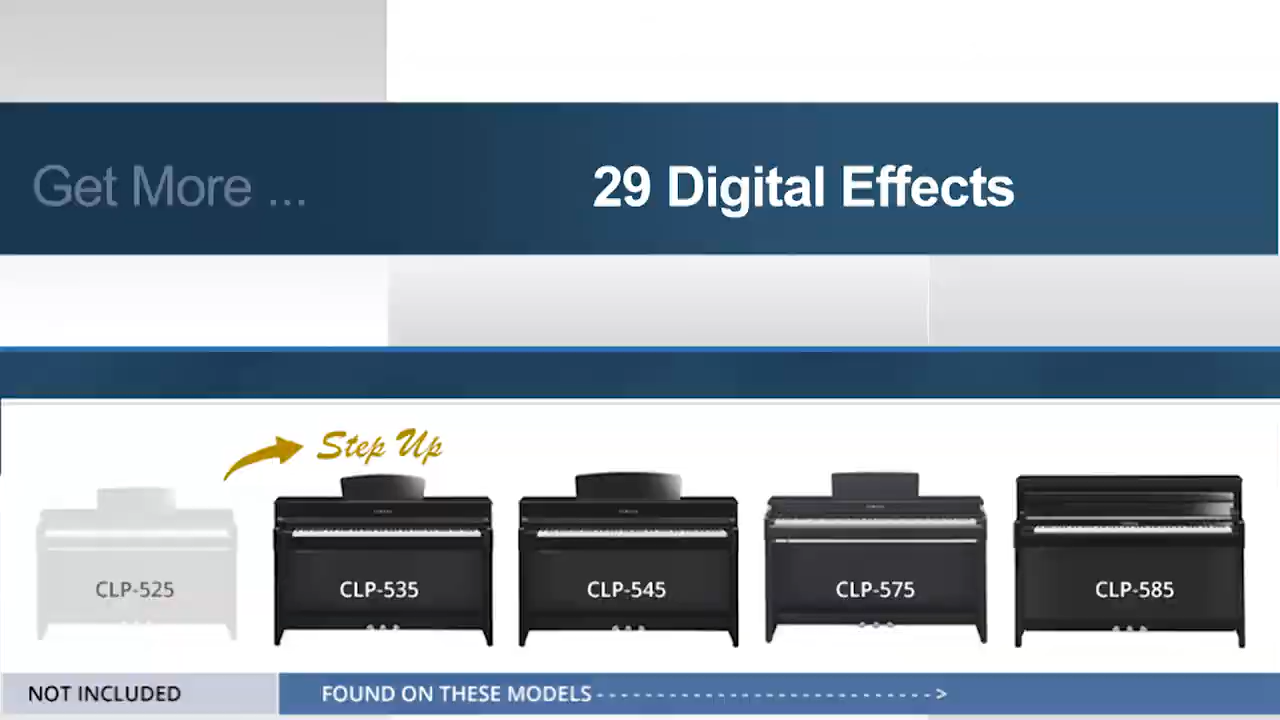 Get More ...
29 Digital Effects
Step Up
CLP-525
CLP-535
CLP-545
CLP-575
CLP-585
NOT INCLUDED
FOUND ON THESE MODELS - - - - - - - - - - - - - - - - - - - - - - - - - - - - >